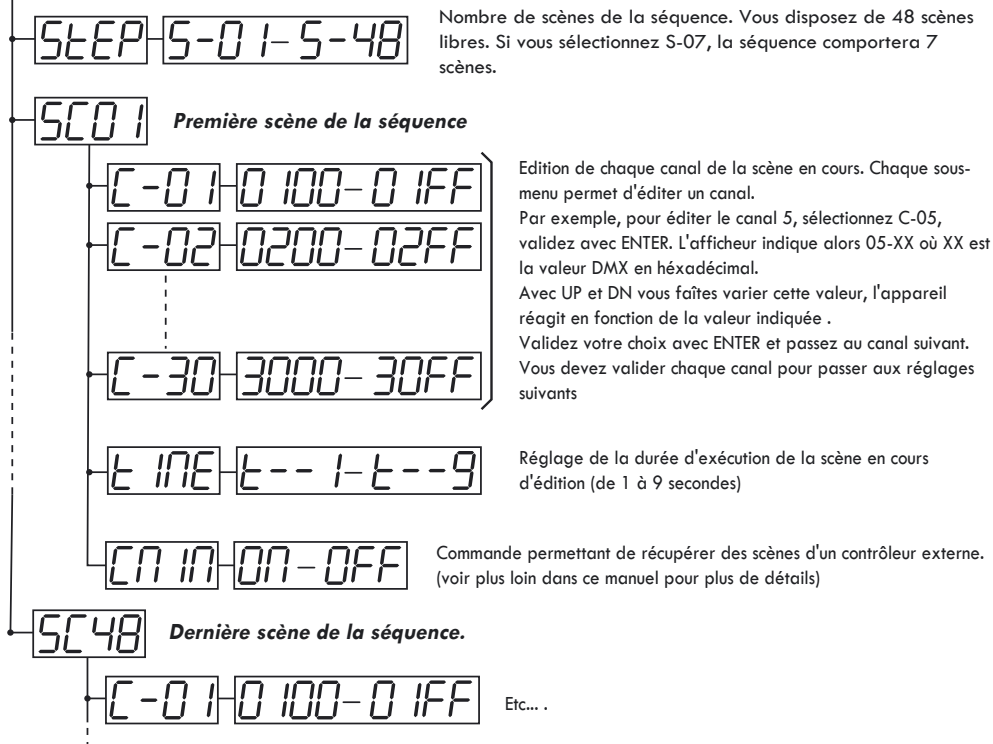 StEP S-01-S-48
Nombre de scènes de la séquence. Vous disposez de 48 scènes
libres. Si vous sélectionnez S-07, la séquence comportera 7
scènes.
SC01
Première scène de la séquence
C-01 0100-01FF
C-02 0200-02FF
C-30 3000-30FF
Edition de chaque canal de la scène en cours. Chaque sous-
menu permet d'éditer un canal.
Par exemple, pour éditer le canal 5, sélectionnez C-05,
validez avec ENTER. L'afficheur indique alors 05-XX où XX est
la valeur DMX en héxadécimal.
Avec UP et DN vous faîtes varier cette valeur, l'appareil
réagit en fonction de la valeur indiquée .
Validez votre choix avec ENTER et passez au canal suivant.
Vous devez valider chaque canal pour passer aux réglages
suivants
tIME t--1-t--9
Réglage de la durée d'exécution de la scène en cours
d'édition (de 1 à 9 secondes)
CMIN ON-OFF
Commande permettant de récupérer des scènes d'un contrôleur externe.
(voir plus loin dans ce manuel pour plus de détails)
SC48
Dernière scène de la séquence.
C-01 0100-01FF
Etc... .